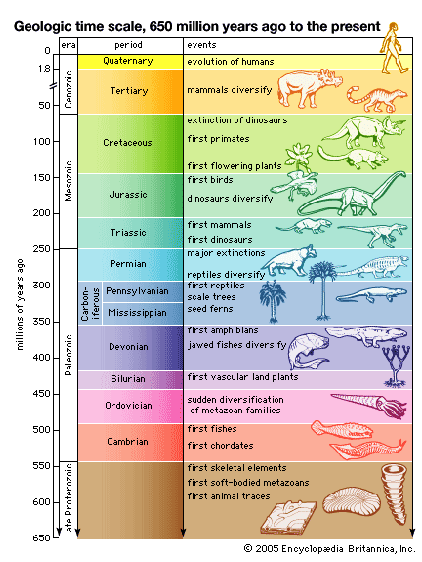 Geologic time scale, 650 million years ago to the present
era period events
0
1.8
50
100
150
200
250
300
350
400
450
500
550
600
650
millions of years ago
Cenozoic
Quaternary evolution of humans
Tertiary mammals diversify
Mesozoic
extinction of dinosaurs
Cretaceous first primates
first flowering plants
first birds
Jurassic dinosaurs diversify
Triassic first mammals
first dinosaurs
Paleozoic
major extinctions
Permian reptiles diversify
Carbon-
iferous
Pennsylvanian first reptiles
scale trees
Mississippian seed ferns
first amphibians
Devonian jawed fishes diversify
Silurian first vascular land plants
Ordovician sudden diversification
of metazoan families
first fishes
Cambrian first chordates
ate Proterozoic
first skeletal elements
first soft-bodied metazoans
first animal traces
© 2005 Encyclopædia Britannica, Inc.